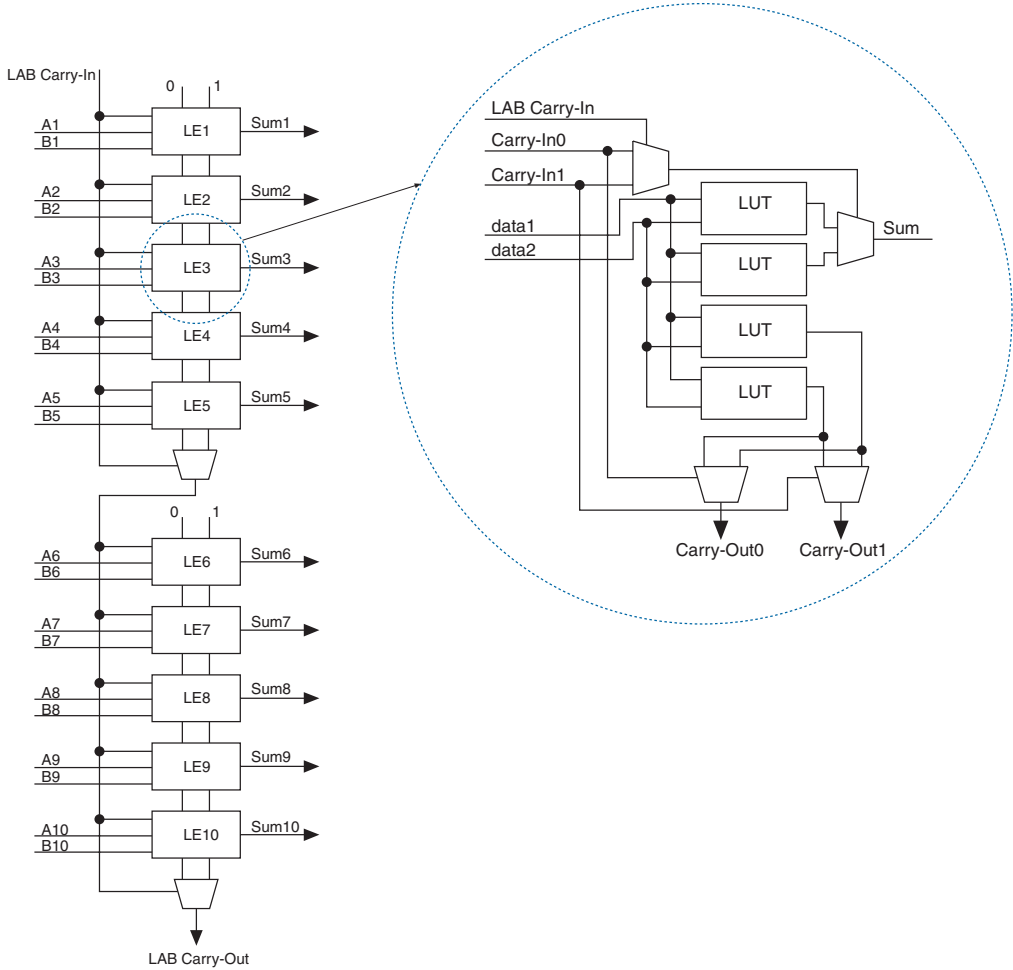 LAB Carry-In
0 1
A1
B1
LE1
Sum1
A2
B2
LE2
Sum2
A3
B3
LE3
Sum3
A4
B4
LE4
Sum4
A5
B5
LE5
Sum5
0 1
A6
B6
LE6
Sum6
A7
B7
LE7
Sum7
A8
B8
LE8
Sum8
A9
B9
LE9
Sum9
A10
B10
LE10
Sum10
LAB Carry-Out
LAB Carry-In
Carry-In0
Carry-In1
data1
data2
LUT
LUT
LUT
LUT
Sum
Carry-Out0
Carry-Out1